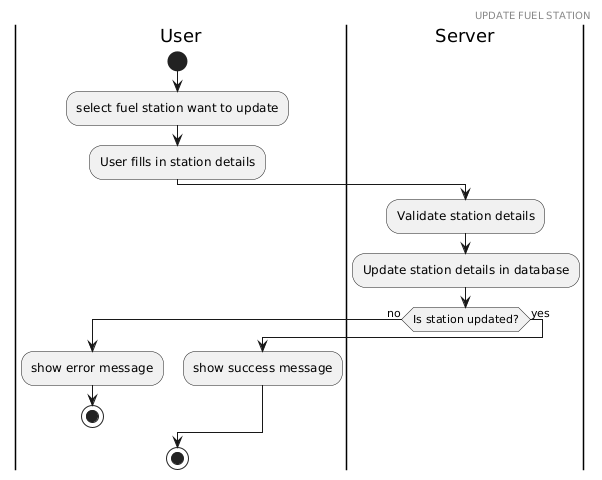 UPDATE FUEL STATION
User
Server
select fuel station want to update
User fills in station details
Validate station details
Update station details in database
no
Is station updated?
yes
show error message
show success message